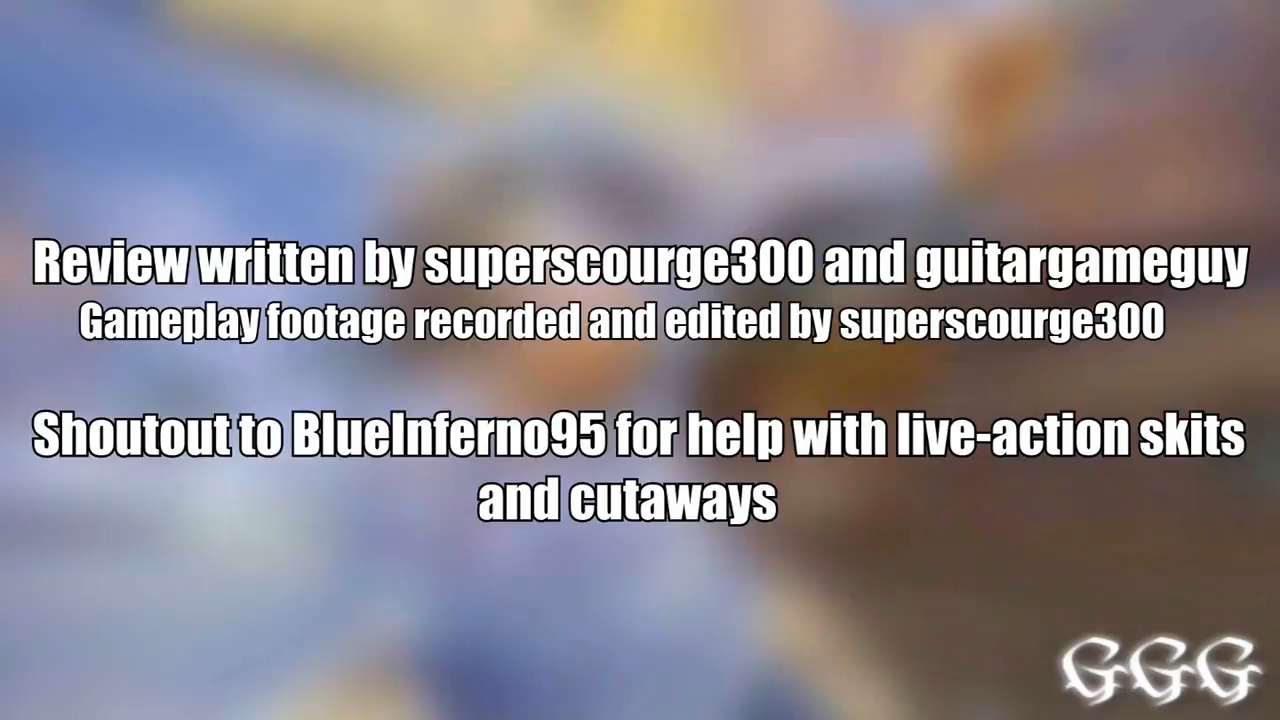 Review written by superscourge300 and guitargameguy
Gameplay footage recorded and edited by superscourge300
Shoutout to BlueInferno95 for help with live-action skits
and cutaways
GGG